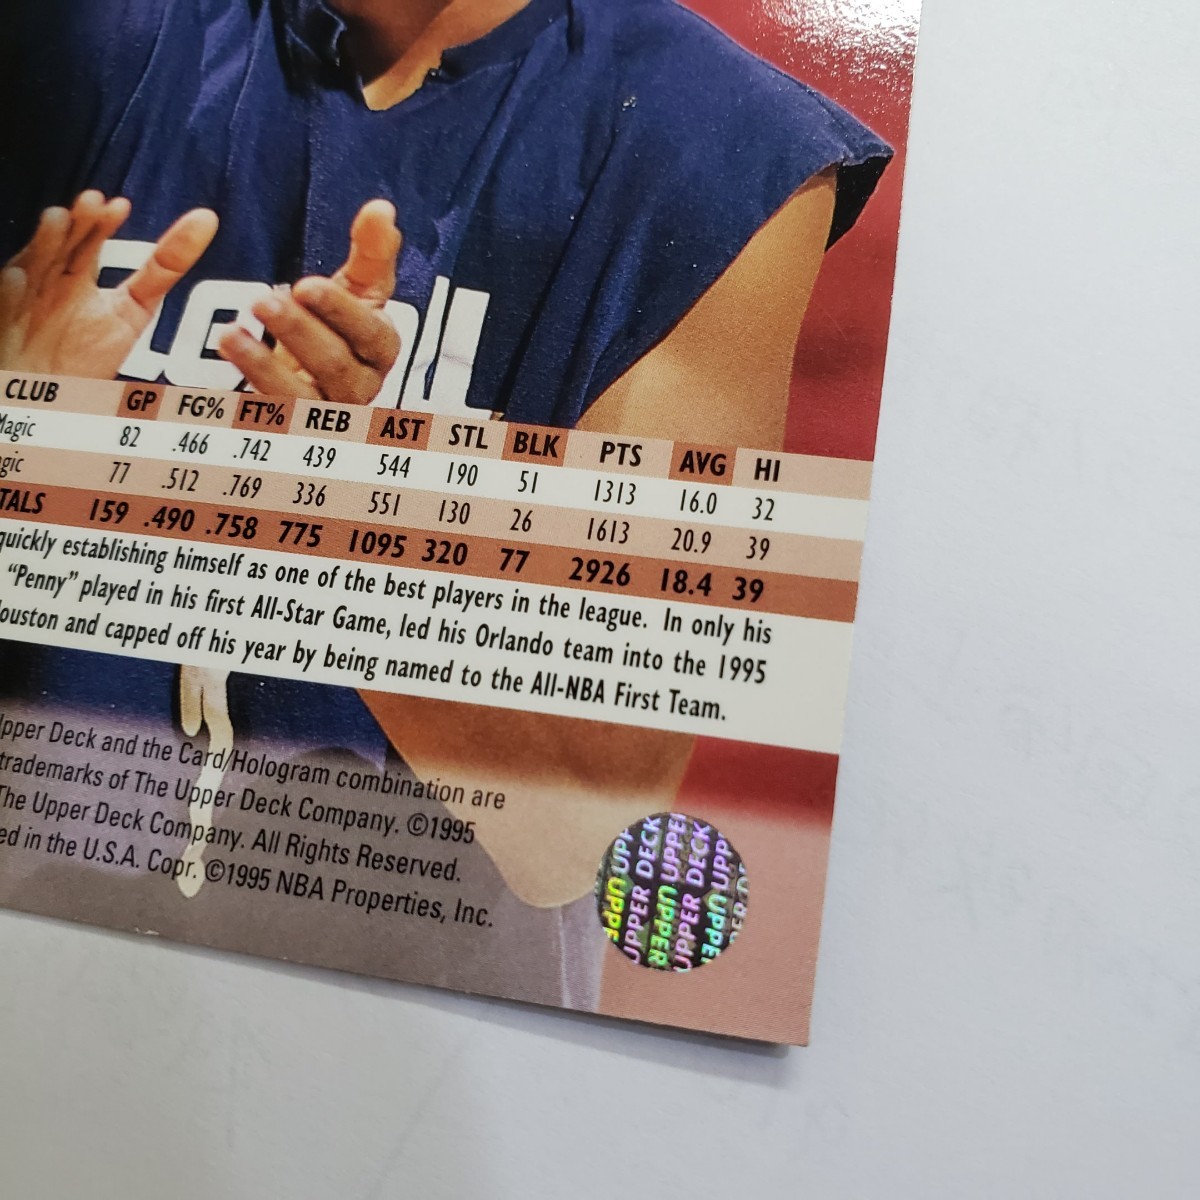 CLUB GP FG% FT% REB AST STL BLK PTS AVG HI
Magic 82 .466 .742 439 544 190 51 1313 16.0 32
gic 77 .512 .769 336 551 130 26 1613 20.9 39
TALS 159 .490 .758 775 1095 320 77 2926 18.4 39
quickly establishing himself as one of the best players in the league. In only his
"Penny" played in his first All-Star Game, led his Orlando team into the 1995
ouston and capped off his year by being named to the All-NBA First Team.
pper Deck and the Card/Hologram combination are
trademarks of The Upper Deck Company. ©1995
The Upper Deck Company. All Rights Reserved.
ed in the U.S.A. Copr. ©1995 NBA Properties, Inc.
UPPER DECK
UPPER DECK